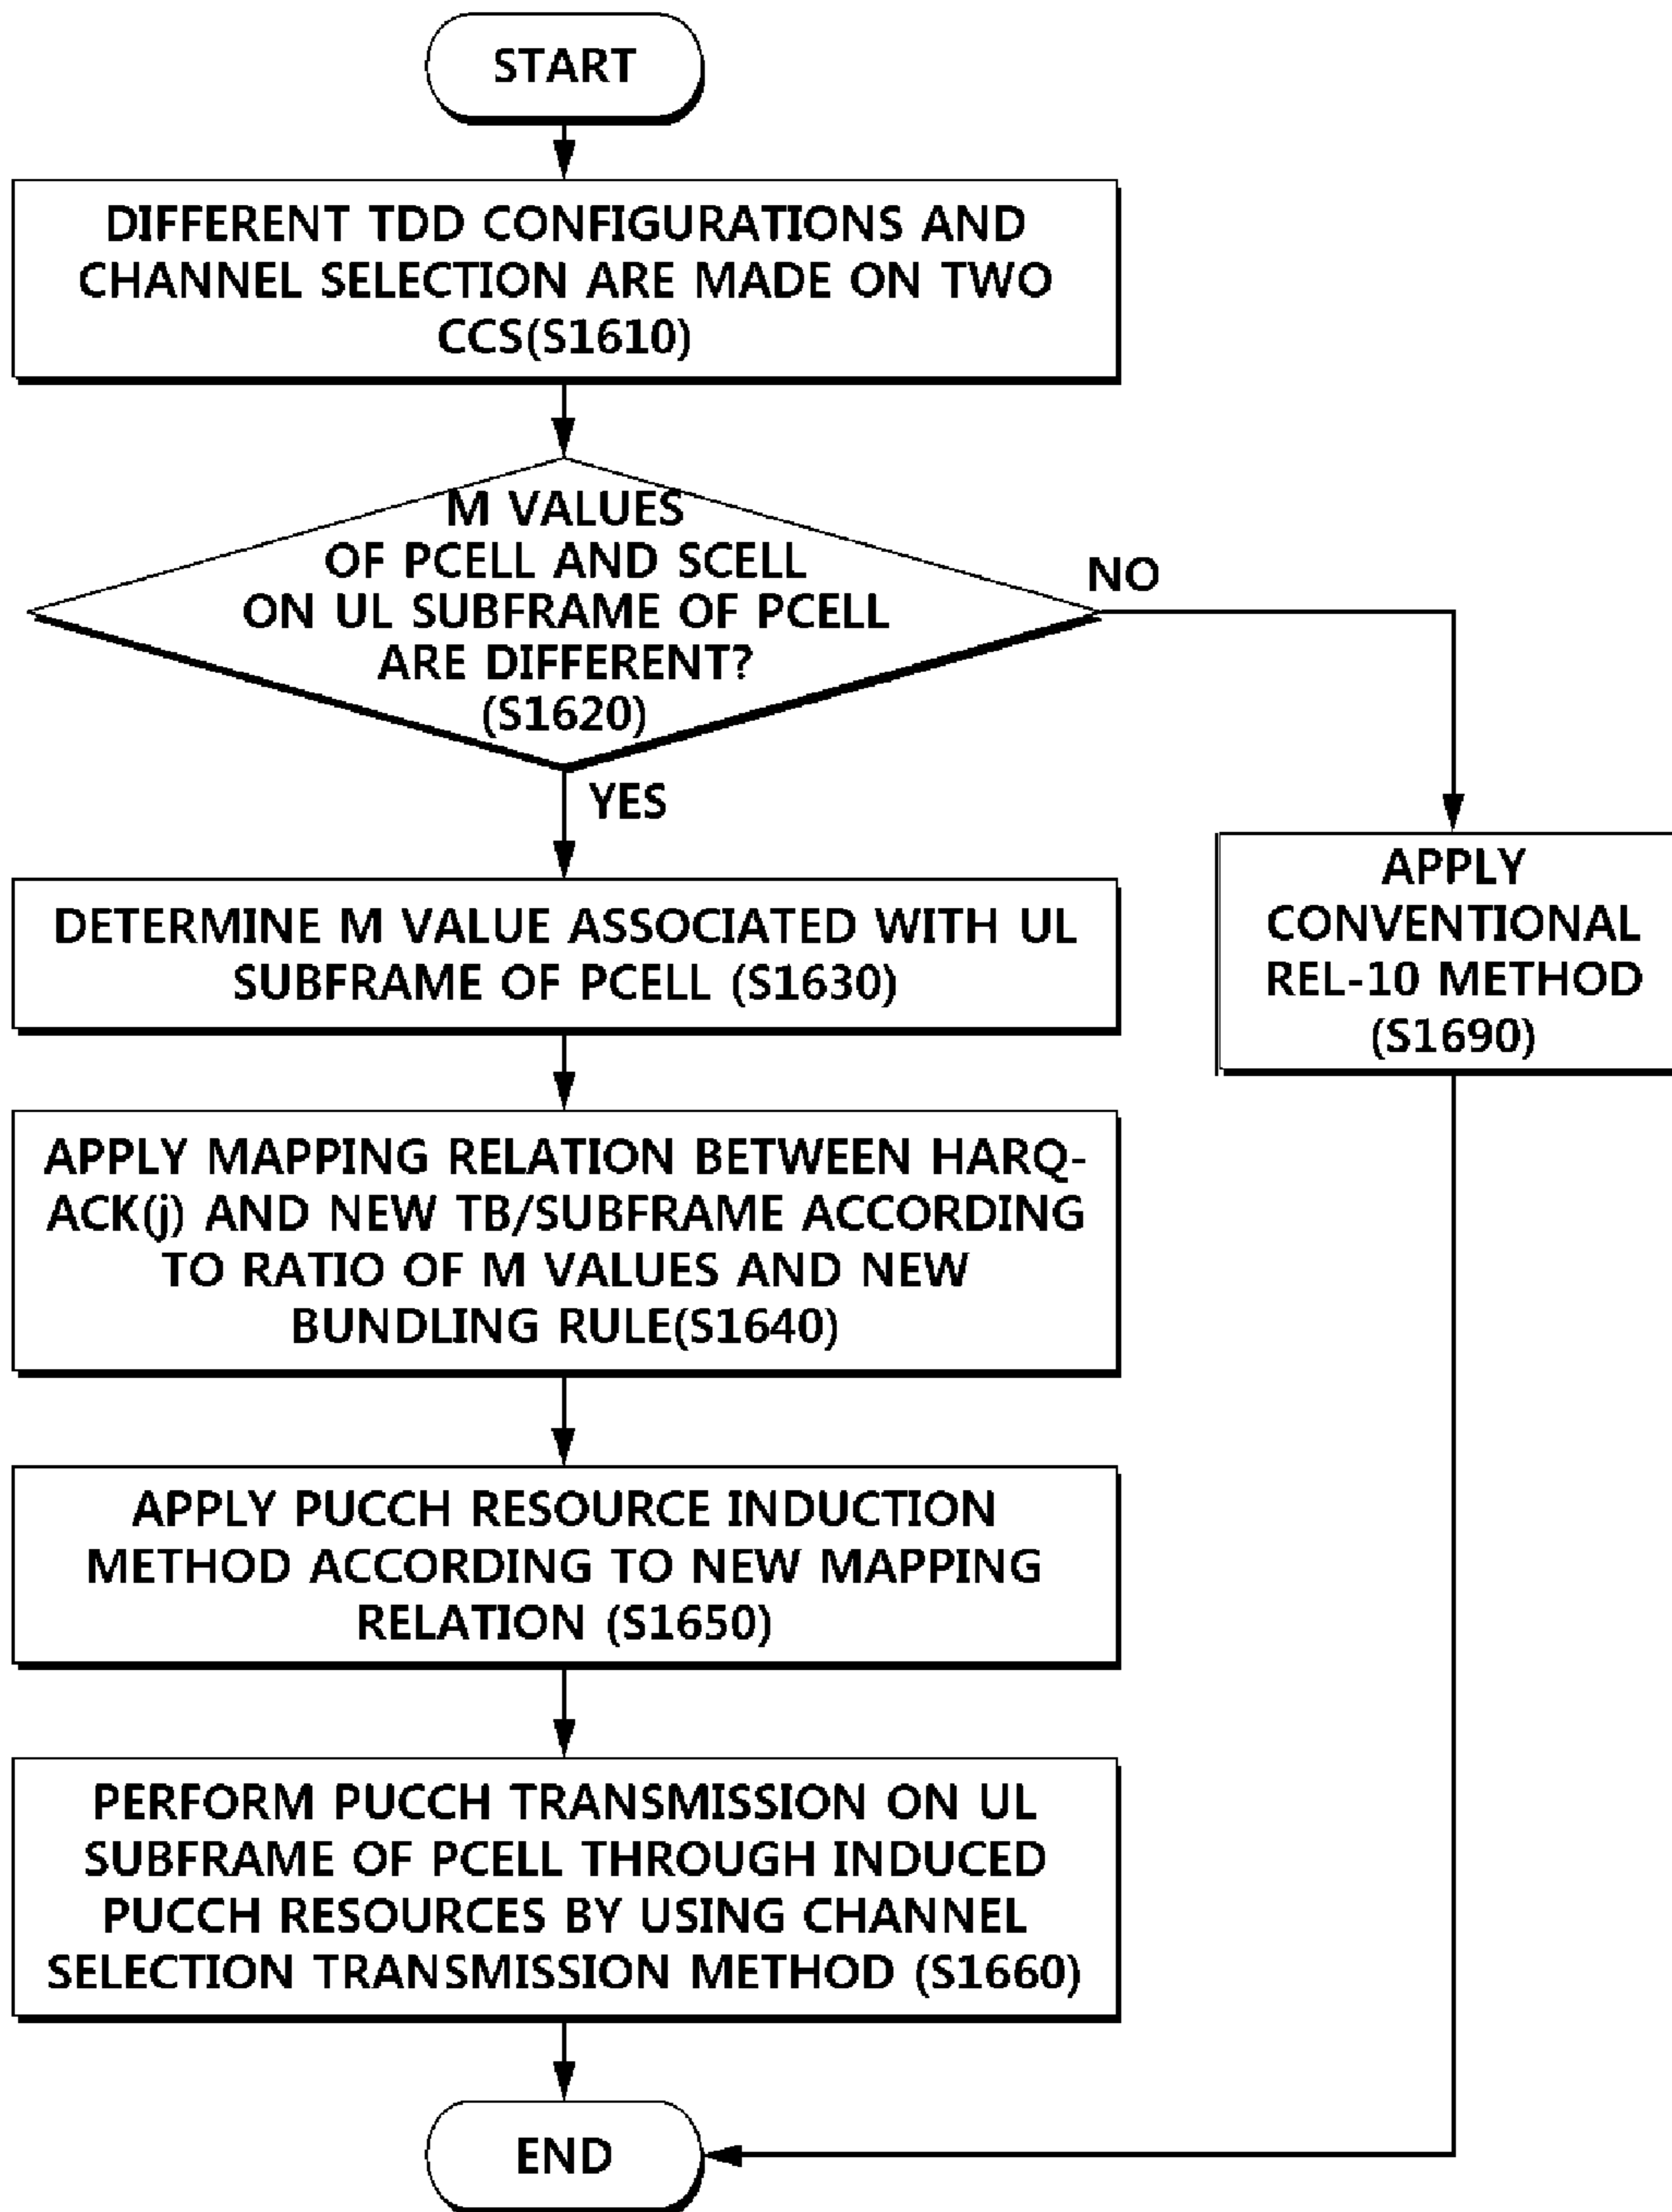 START
DIFFERENT TDD CONFIGURATIONS AND
CHANNEL SELECTION ARE MADE ON TWO
CCS(S1610)
M VALUES
OF PCELL AND SCELL
ON UL SUBFRAME OF PCELL
ARE DIFFERENT?
(S1620)
NO
YES
DETERMINE M VALUE ASSOCIATED WITH UL
SUBFRAME OF PCELL (S1630)
APPLY
CONVENTIONAL
REL-10 METHOD
(S1690)
APPLY MAPPING RELATION BETWEEN HARQ-
ACK(j) AND NEW TB/SUBFRAME ACCORDING
TO RATIO OF M VALUES AND NEW
BUNDLING RULE(S1640)
APPLY PUCCH RESOURCE INDUCTION
METHOD ACCORDING TO NEW MAPPING
RELATION (S1650)
PERFORM PUCCH TRANSMISSION ON UL
SUBFRAME OF PCELL THROUGH INDUCED
PUCCH RESOURCES BY USING CHANNEL
SELECTION TRANSMISSION METHOD (S1660)
END